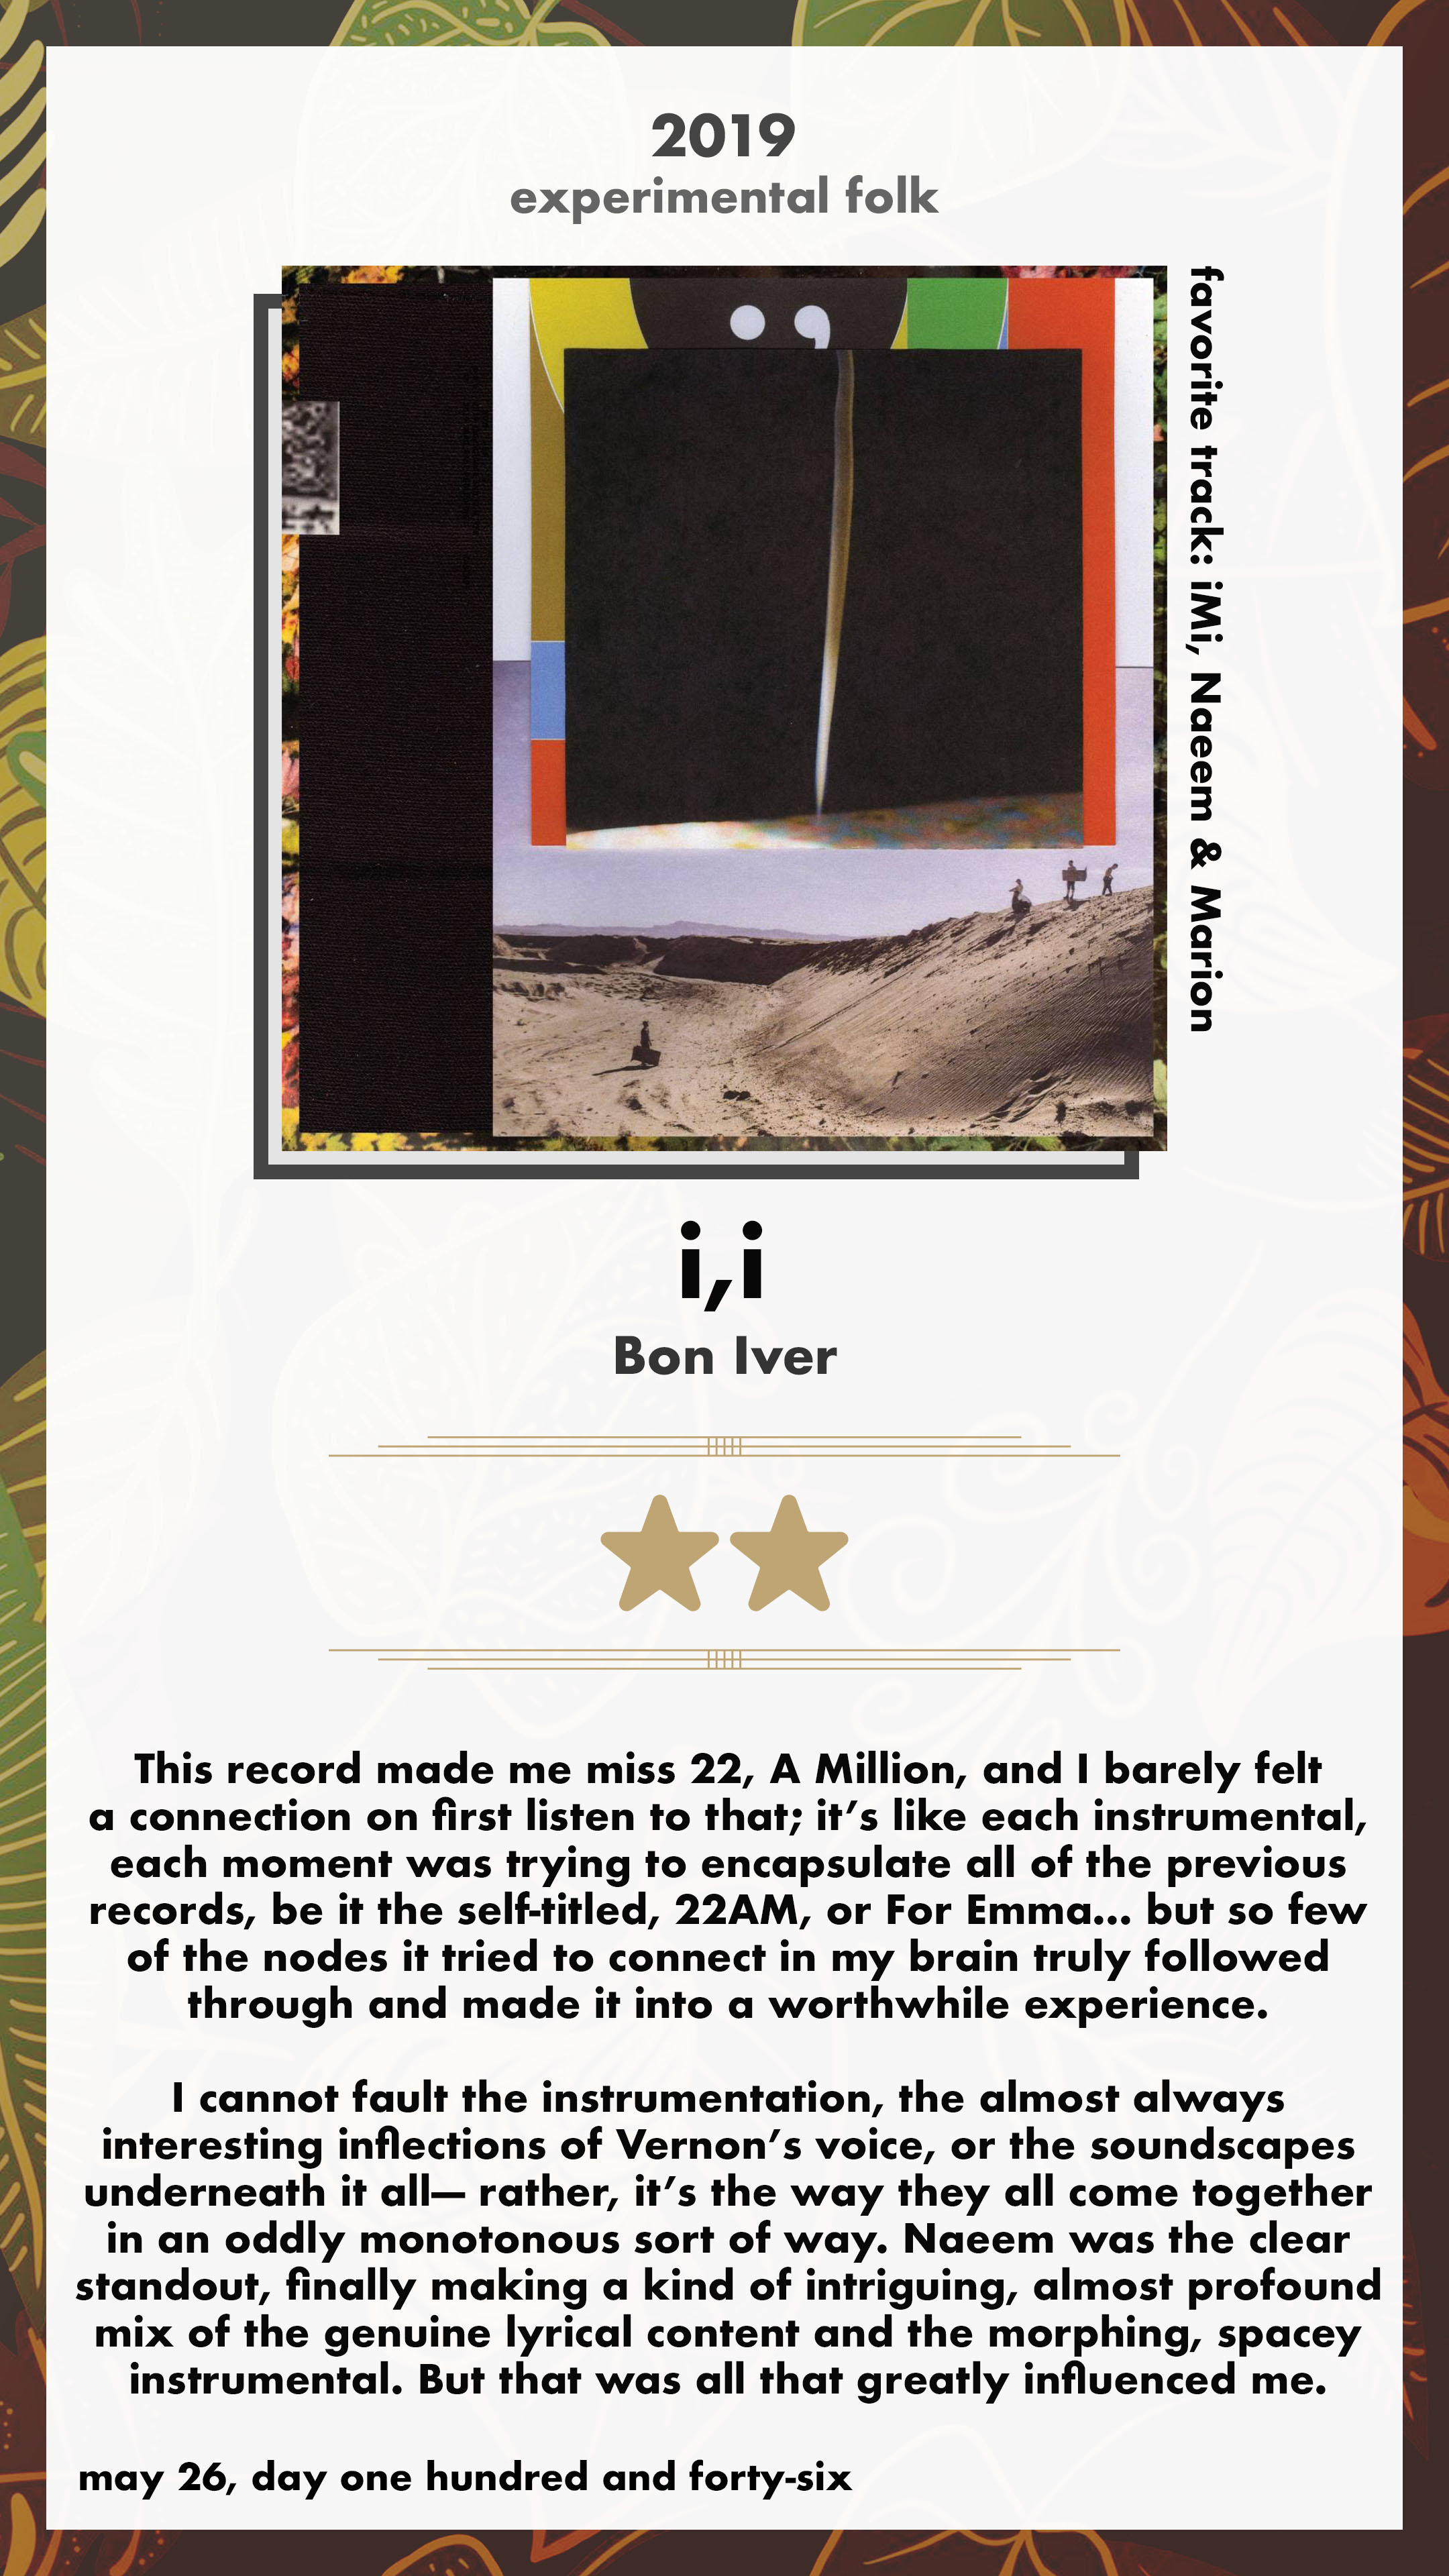 2019
experimental folk
favorite track: iMi, Naeem & Marion
i,i
Bon Iver
This record made me miss 22, A Million, and I barely felt
a connection on first listen to that; it’s like each instrumental,
each moment was trying to encapsulate all of the previous
records, be it the self-titled, 22AM, or For Emma... but so few
of the nodes it tried to connect in my brain truly followed
through and made it into a worthwhile experience.
I cannot fault the instrumentation, the almost always
interesting inflections of Vernon’s voice, or the soundscapes
underneath it all— rather, it’s the way they all come together
in an oddly monotonous sort of way. Naeem was the clear
standout, finally making a kind of intriguing, almost profound
mix of the genuine lyrical content and the morphing, spacey
instrumental. But that was all that greatly influenced me.
may 26, day one hundred and forty-six